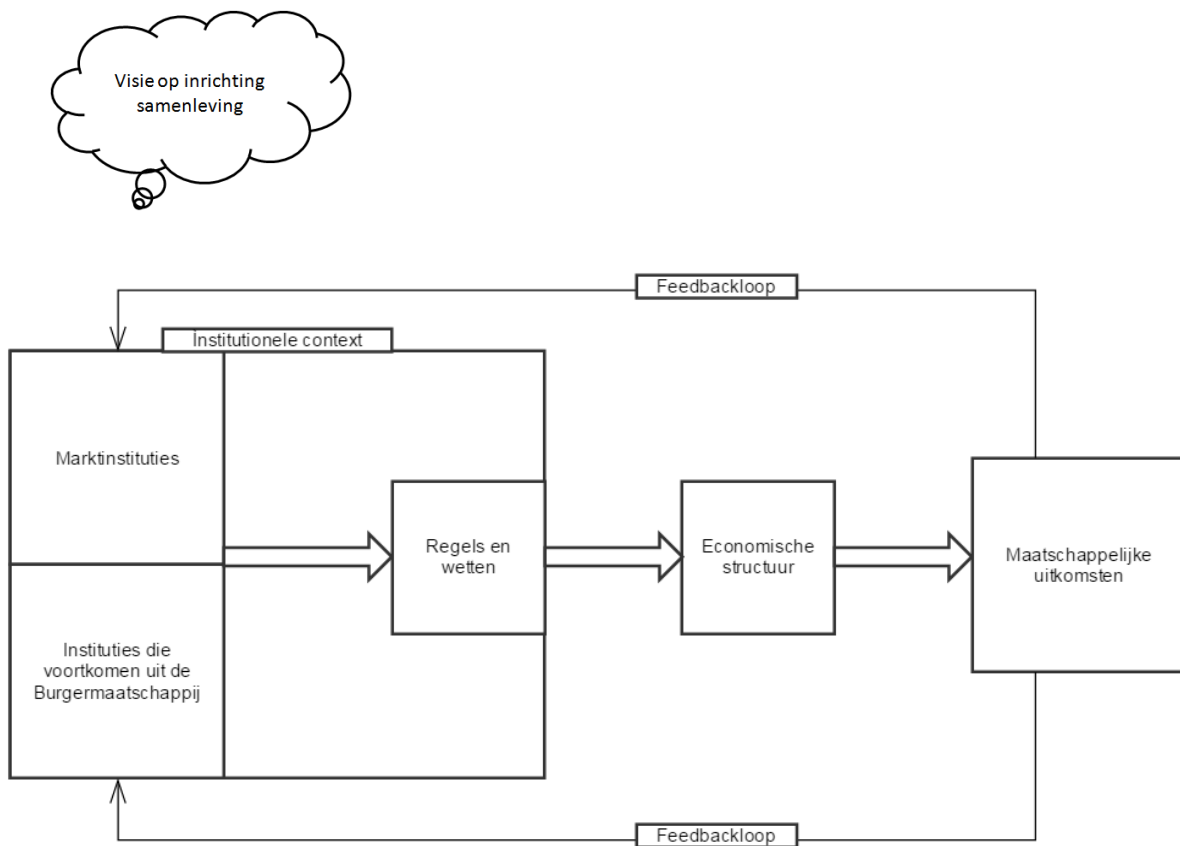 Visie op inrichting
samenleving
Feedbackloop
Institutionele context
Marktinstituties
Regels en
wetten
Economische
structuur
Maatschappelijke
uitkomsten
Instituties die
voortkomen uit de
Burgermaatschappij
Feedbackloop